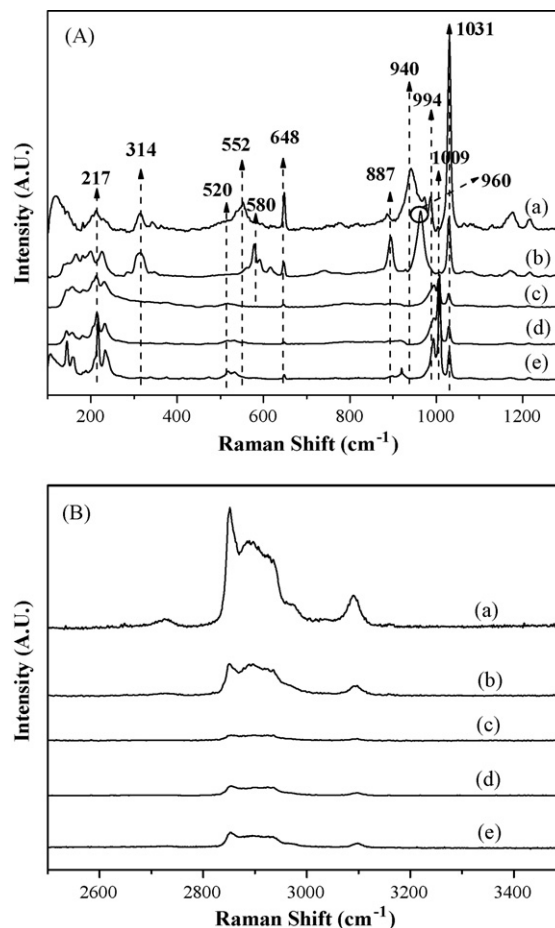 (A)
1031
940
994
552
648
1009
314
887
960
217
520
580
(a)
(b)
(c)
(d)
(e)
Intensity (A.U.)
200 400 600 800 1000 1200
Raman Shift (cm-1)
(B)
(a)
(b)
(c)
(d)
(e)
Intensity (A.U.)
2600 2800 3000 3200 3400
Raman Shift (cm-1)